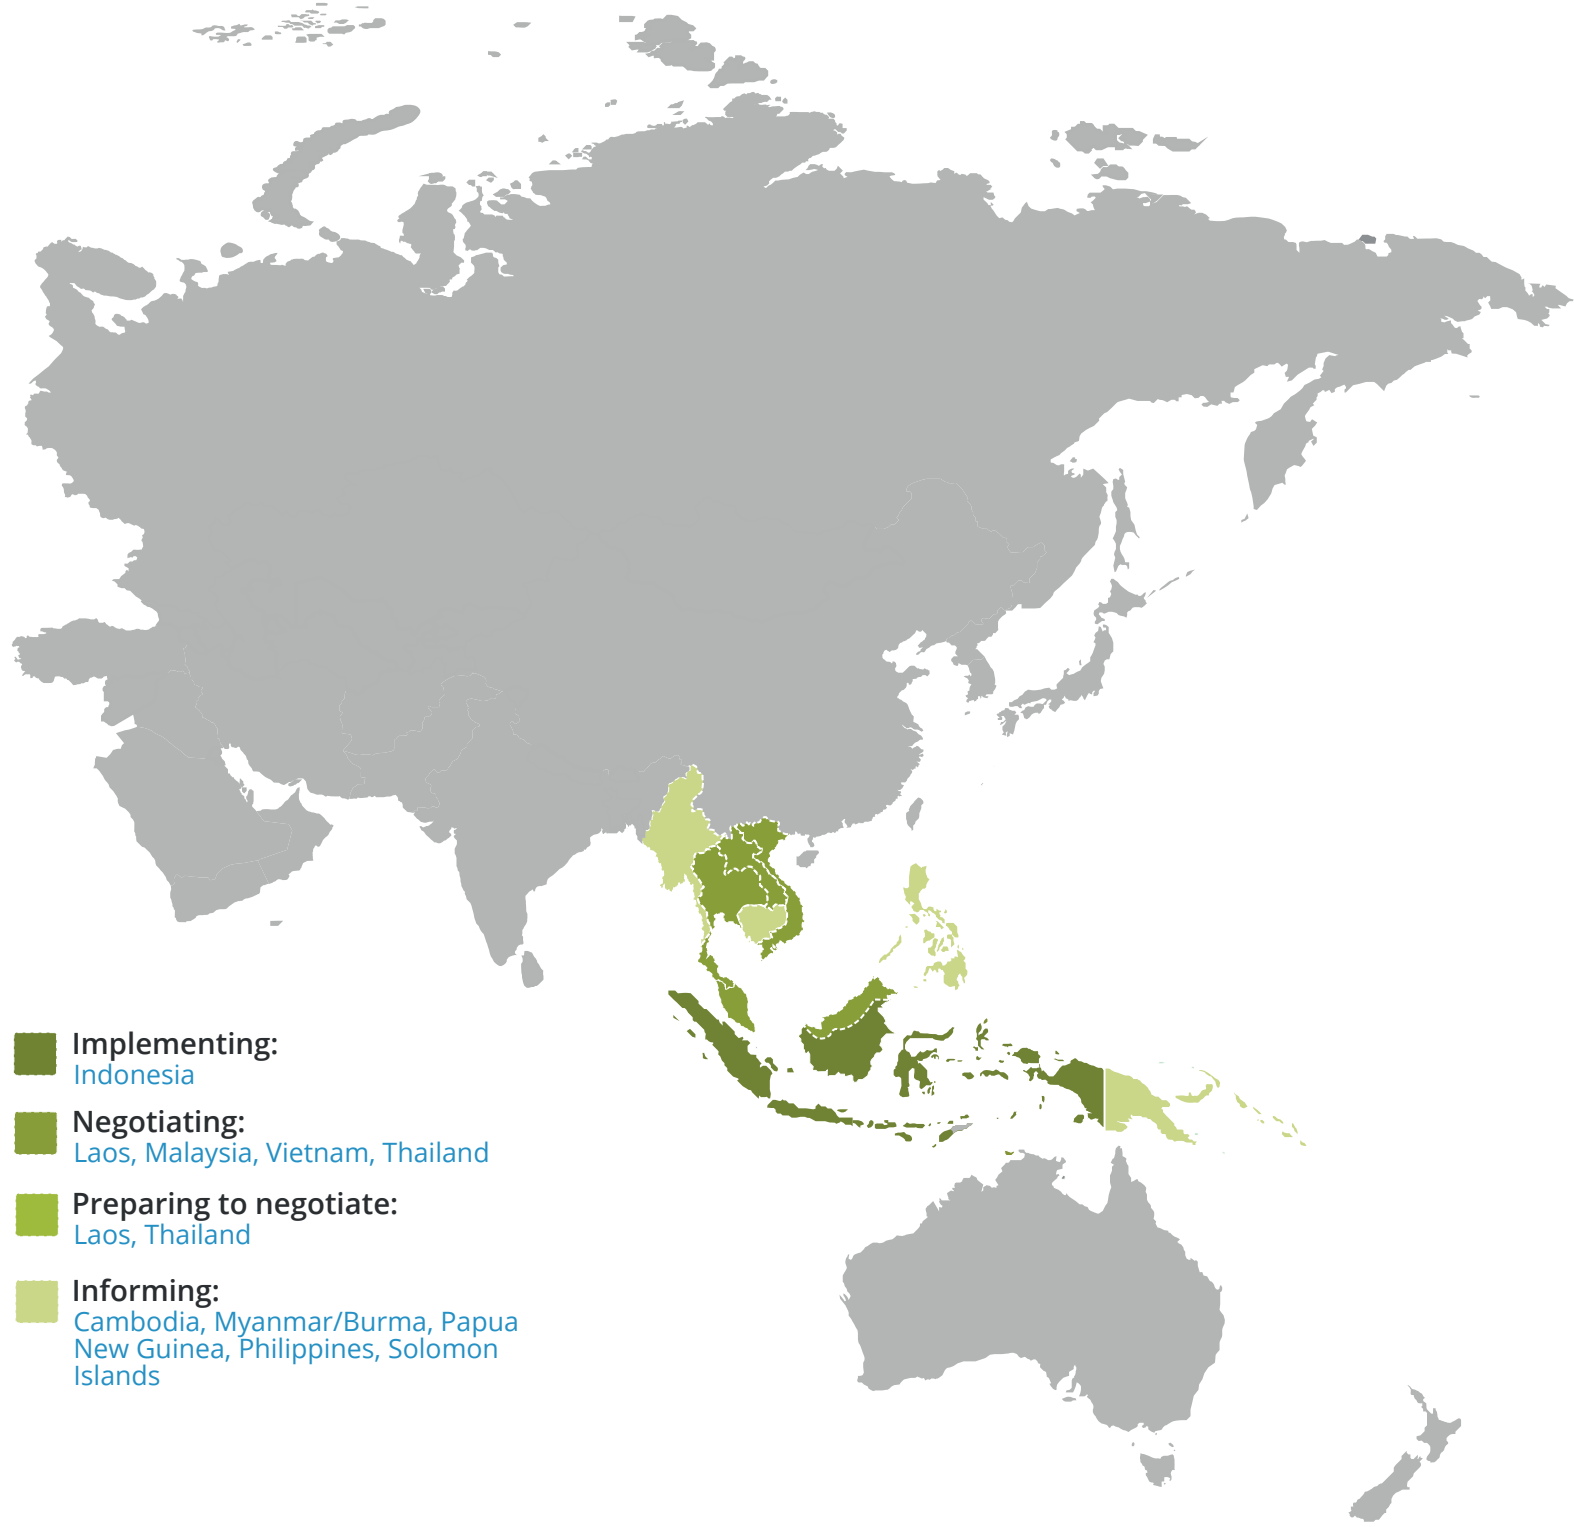 Implementing:
Indonesia
Negotiating:
Laos, Malaysia, Vietnam, Thailand
Preparing to negotiate:
Laos, Thailand
Informing:
Cambodia, Myanmar/Burma, Papua
New Guinea, Philippines, Solomon
Islands